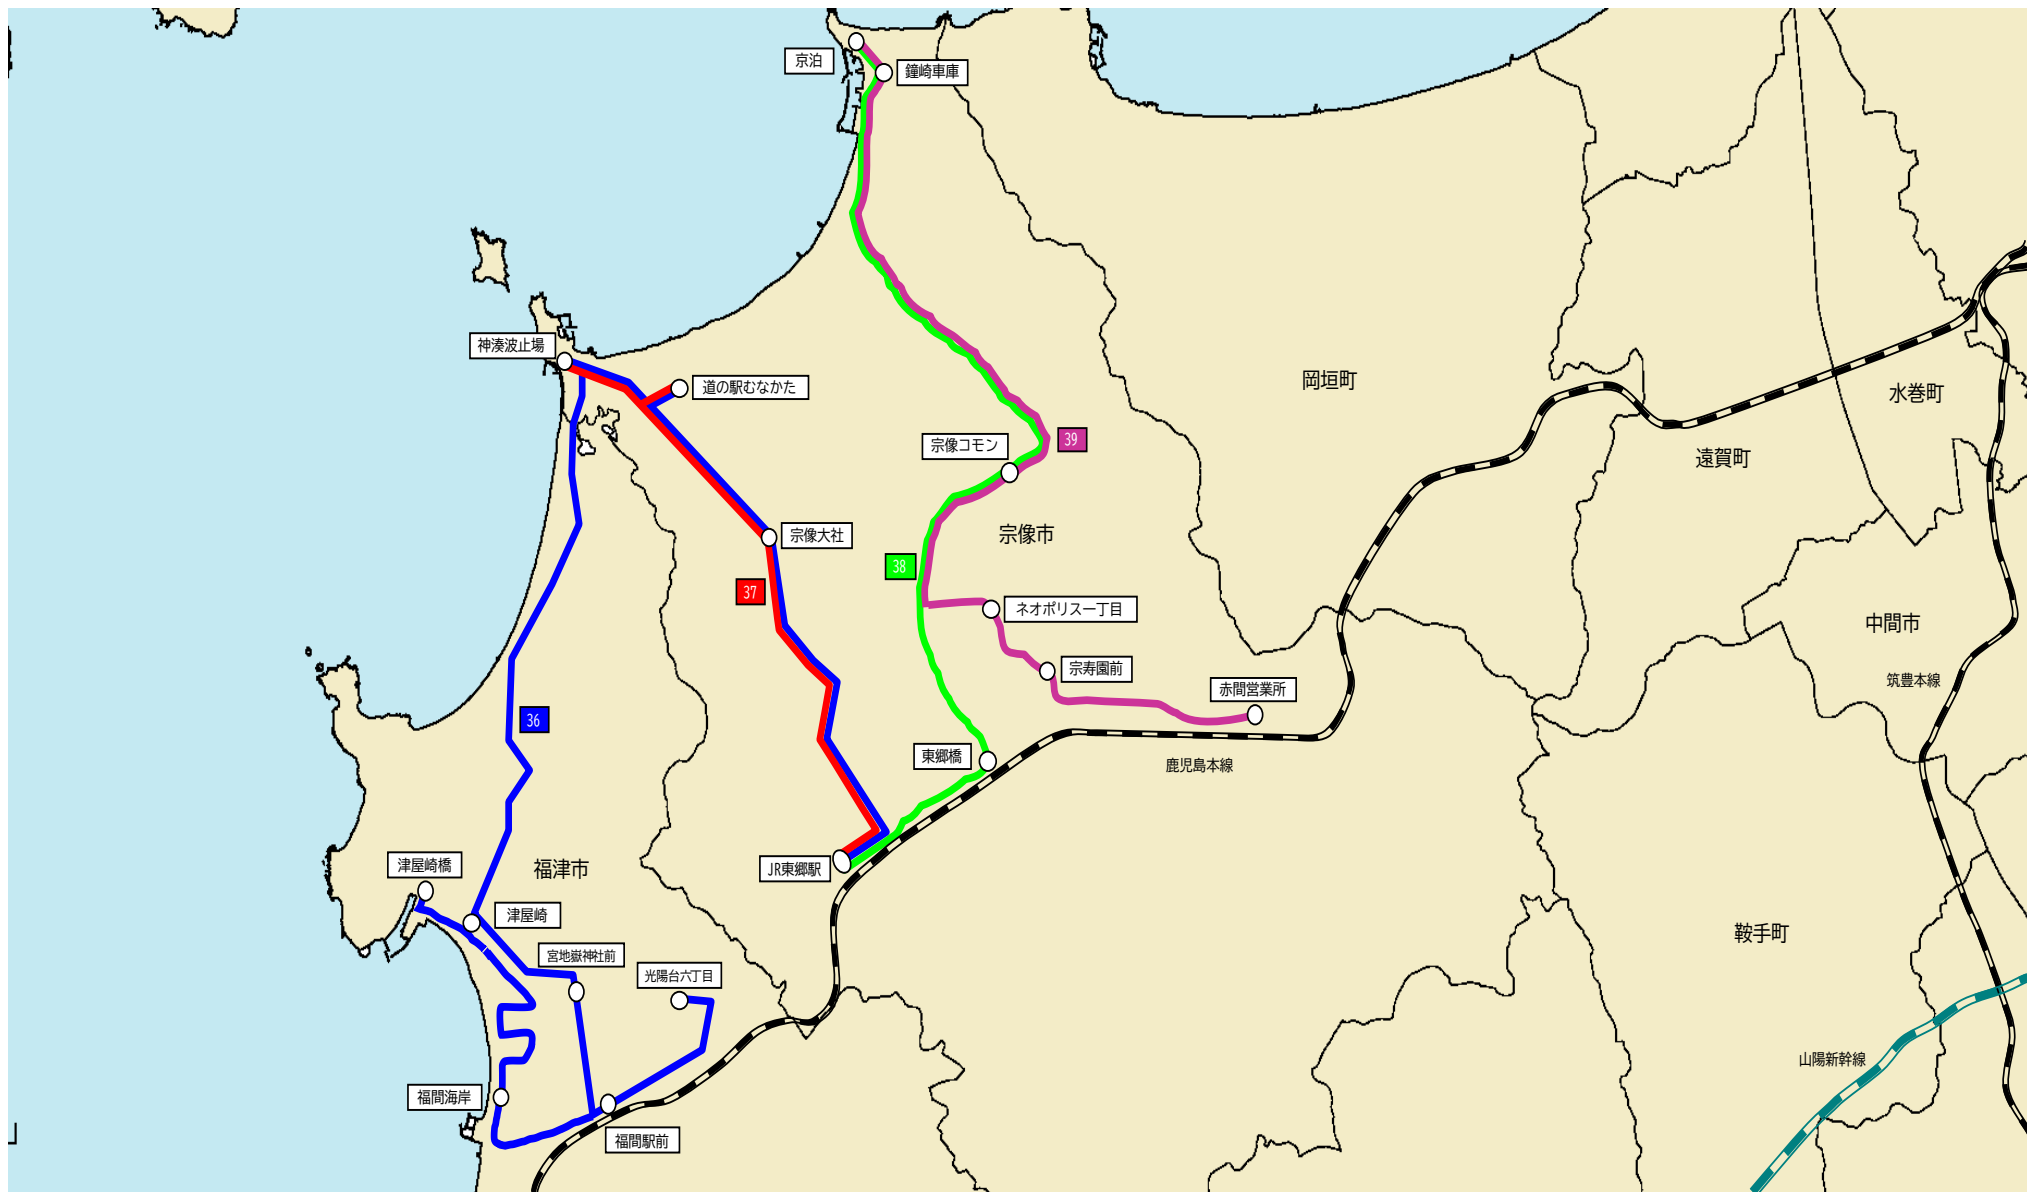 京泊
鐘崎車庫
神湊波止場
道の駅むなかた
岡垣町
水巻町
宗像コモン
39
遠賀町
宗像大社
宗像市
38
37
ネオポリス一丁目
中間市
宗寿園前
筑豊本線
赤間営業所
36
東郷橋
鹿児島本線
JR東郷駅
福津市
津屋崎橋
津屋崎
鞍手町
宮地嶽神社前
光陽台六丁目
山陽新幹線
福間海岸
福間駅前